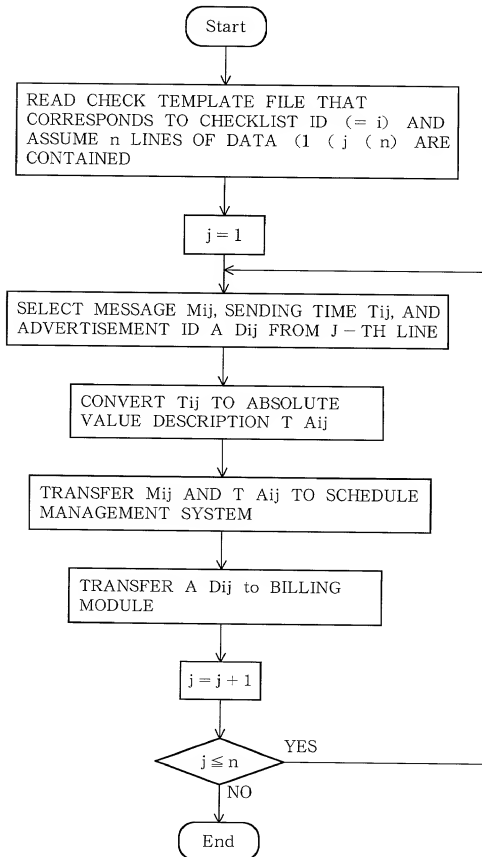 Start
READ CHECK TEMPLATE FILE THAT
CORRESPONDS TO CHECKLIST ID (= i) AND
ASSUME n LINES OF DATA (1 ( j ( n) ARE
CONTAINED
j = 1
SELECT MESSAGE Mij, SENDING TIME Tij, AND
ADVERTISEMENT ID A Dij FROM J - TH LINE
CONVERT Tij TO ABSOLUTE
VALUE DESCRIPTION T Aij
TRANSFER Mij AND T Aij TO SCHEDULE
MANAGEMENT SYSTEM
TRANSFER A Dij to BILLING
MODULE
j = j + 1
j ≦ n
YES
NO
End